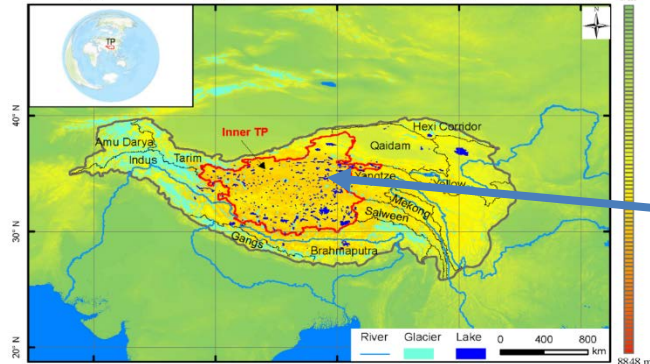 TP
N
40° N
30° N
20° N
Inner TP
Hexi Corridor
Qaidam
Amu Darya
Tarim
Indus
Yangtze
Yellow
Mekong
Salween
Gangs
Brahmaputra
River Glacier Lake 0 400 800
km
8848 m